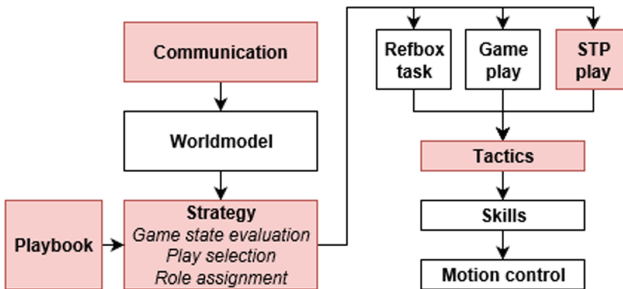 Communication
Worldmodel
Playbook
Strategy
Game state evaluation
Play selection
Role assignment
Refbox
task
Game
play
STP
play
Tactics
Skills
Motion control